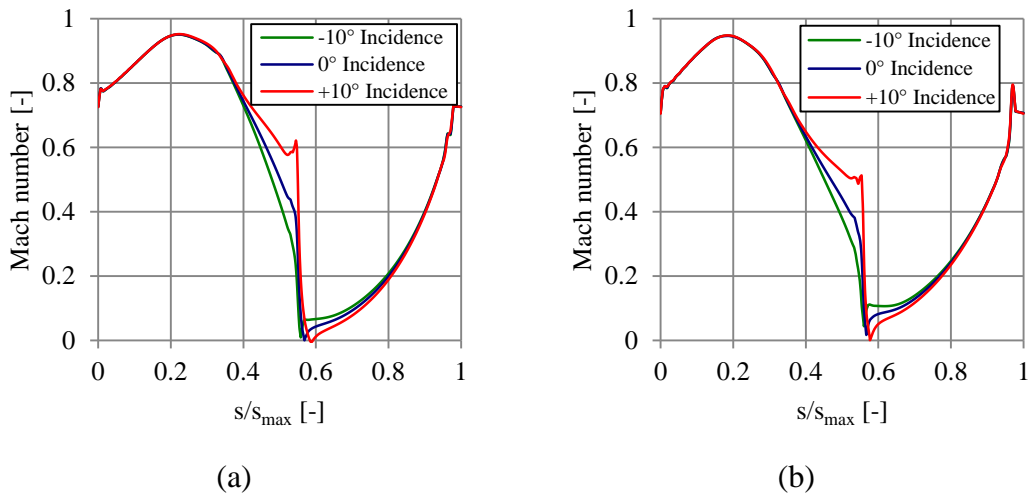 1
0.8
0.6
0.4
0.2
0
Mach number [-]
0 0.2 0.4 0.6 0.8 1
s/smax [-]
-10° Incidence
0° Incidence
+10° Incidence
(a)
1
0.8
0.6
0.4
0.2
0
Mach number [-]
0 0.2 0.4 0.6 0.8 1
s/smax [-]
-10° Incidence
0° Incidence
+10° Incidence
(b)